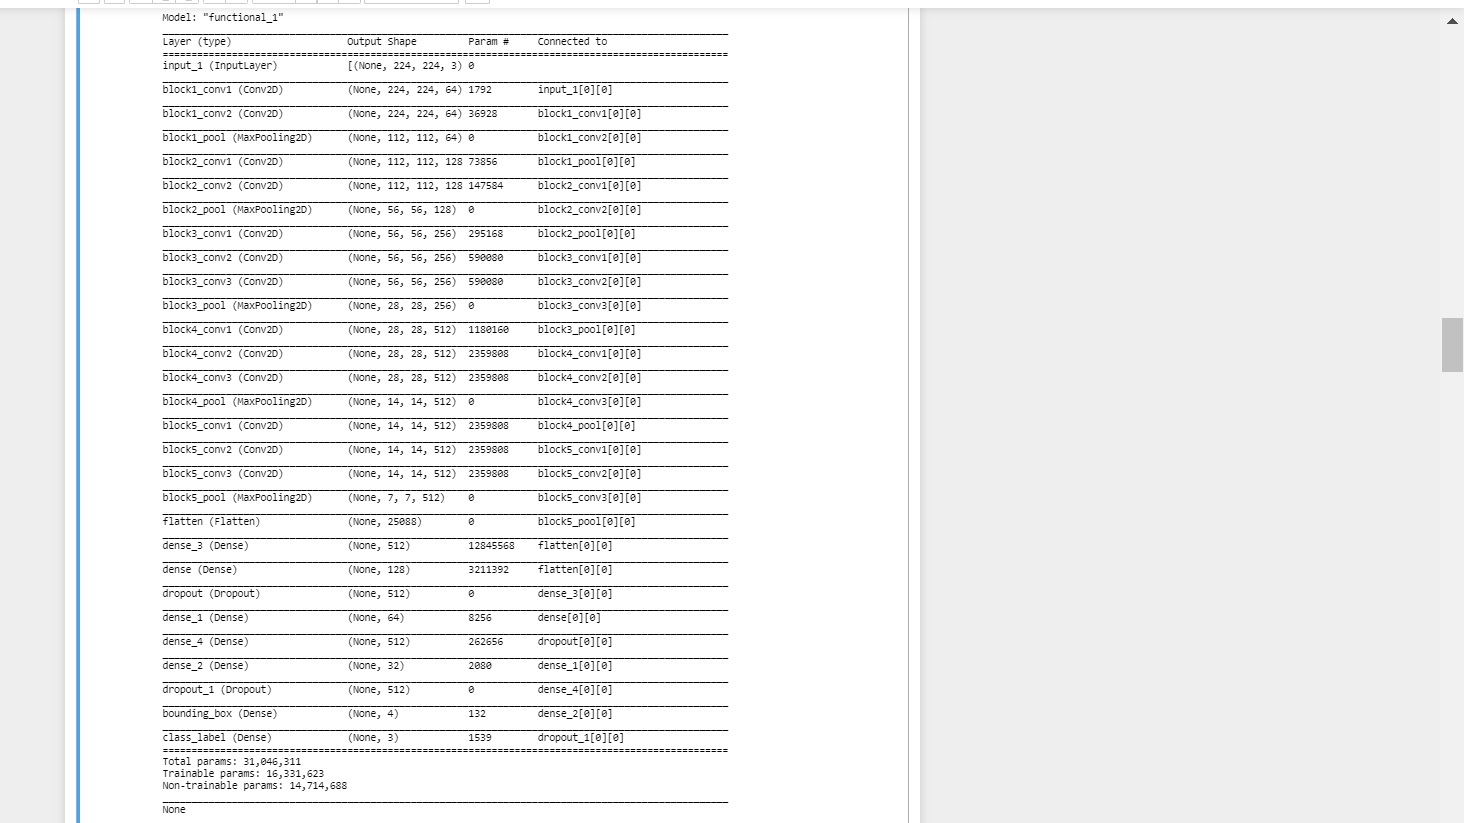 Model: "functional_1"
Layer (type) Output Shape Param # Connected to
input_1 (InputLayer) [(None, 224, 224, 3) 0
block1_conv1 (Conv2D) (None, 224, 224, 64) 1792 input_1[0][0]
block1_conv2 (Conv2D) (None, 224, 224, 64) 36928 block1_conv1[0][0]
block1_pool (MaxPooling2D) (None, 112, 112, 64) 0 block1_conv2[0][0]
block2_conv1 (Conv2D) (None, 112, 112, 128 73856 block1_pool[0][0]
block2_conv2 (Conv2D) (None, 112, 112, 128 147584 block2_conv1[0][0]
block2_pool (MaxPooling2D) (None, 56, 56, 128) 0 block2_conv2[0][0]
block3_conv1 (Conv2D) (None, 56, 56, 256) 295168 block2_pool[0][0]
block3_conv2 (Conv2D) (None, 56, 56, 256) 590080 block3_conv1[0][0]
block3_conv3 (Conv2D) (None, 56, 56, 256) 590080 block3_conv2[0][0]
block3_pool (MaxPooling2D) (None, 28, 28, 256) 0 block3_conv3[0][0]
block4_conv1 (Conv2D) (None, 28, 28, 512) 1180160 block3_pool[0][0]
block4_conv2 (Conv2D) (None, 28, 28, 512) 2359808 block4_conv1[0][0]
block4_conv3 (Conv2D) (None, 28, 28, 512) 2359808 block4_conv2[0][0]
block4_pool (MaxPooling2D) (None, 14, 14, 512) 0 block4_conv3[0][0]
block5_conv1 (Conv2D) (None, 14, 14, 512) 2359808 block4_pool[0][0]
block5_conv2 (Conv2D) (None, 14, 14, 512) 2359808 block5_conv1[0][0]
block5_conv3 (Conv2D) (None, 14, 14, 512) 2359808 block5_conv2[0][0]
block5_pool (MaxPooling2D) (None, 7, 7, 512) 0 block5_conv3[0][0]
flatten (Flatten) (None, 25088) 0 block5_pool[0][0]
dense_3 (Dense) (None, 512) 12845568 flatten[0][0]
dense (Dense) (None, 128) 3211392 flatten[0][0]
dropout (Dropout) (None, 512) 0 dense_3[0][0]
dense_1 (Dense) (None, 64) 8256 dense[0][0]
dense_4 (Dense) (None, 512) 262656 dropout[0][0]
dense_2 (Dense) (None, 32) 2080 dense_1[0][0]
dropout_1 (Dropout) (None, 512) 0 dense_4[0][0]
bounding_box (Dense) (None, 4) 132 dense_2[0][0]
class_label (Dense) (None, 3) 1539 dropout_1[0][0]
Total params: 31,046,311
Trainable params: 16,331,623
Non-trainable params: 14,714,688
None